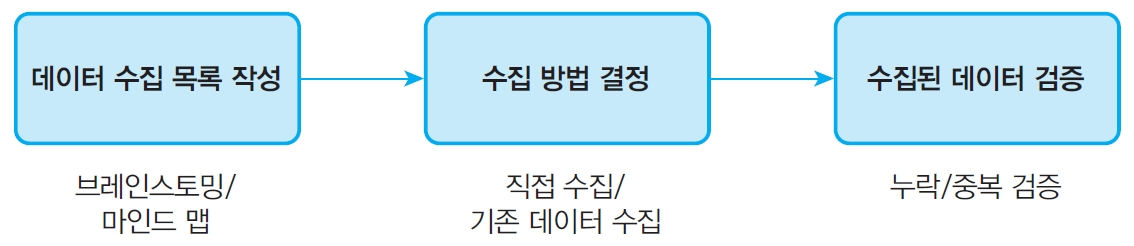 데이터 수집 목록 작성
수집 방법 결정
수집된 데이터 검증
브레인스토밍/
마인드 맵
직접 수집/
기존 데이터 수집
누락/중복 검증